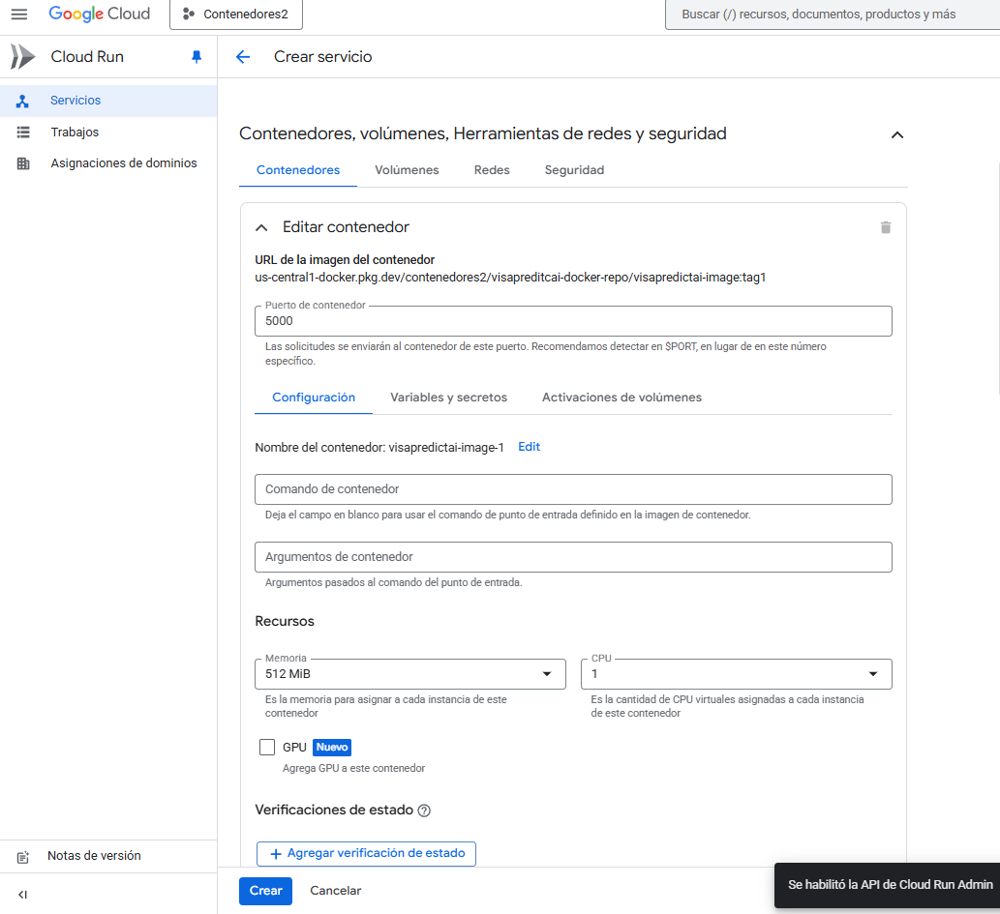 Google Cloud
Contenedores2
Buscar (/) recursos, documentos, productos y más
Cloud Run
Crear servicio
Servicios
Trabajos
Asignaciones de dominios
Contenedores, volúmenes, Herramientas de redes y seguridad
Contenedores Volúmenes Redes Seguridad
Editar contenedor
URL de la imagen del contenedor
us-central1-docker.pkg.dev/contenedores2/visapreditcai-docker-repo/visapredictai-image:tag1
Puerto de contenedor
5000
Las solicitudes se enviarán al contenedor de este puerto. Recomendamos detectar en $PORT, en lugar de en este número
específico.
Configuración Variables y secretos Activaciones de volúmenes
Nombre del contenedor: visapredictai-image-1 Edit
Comando de contenedor
Deja el campo en blanco para usar el comando de punto de entrada definido en la imagen de contenedor.
Argumentos de contenedor
Argumentos pasados al comando del punto de entrada.
Recursos
Memoria
512 MiB
Es la memoria para asignar a cada instancia de este
contenedor
CPU
1
Es la cantidad de CPU virtuales asignadas a cada instancia
de este contenedor
GPU Nuevo
Agrega GPU a este contenedor
Verificaciones de estado
Agregar verificación de estado
Notas de versión
Crear Cancelar
Se habilitó la API de Cloud Run Admin